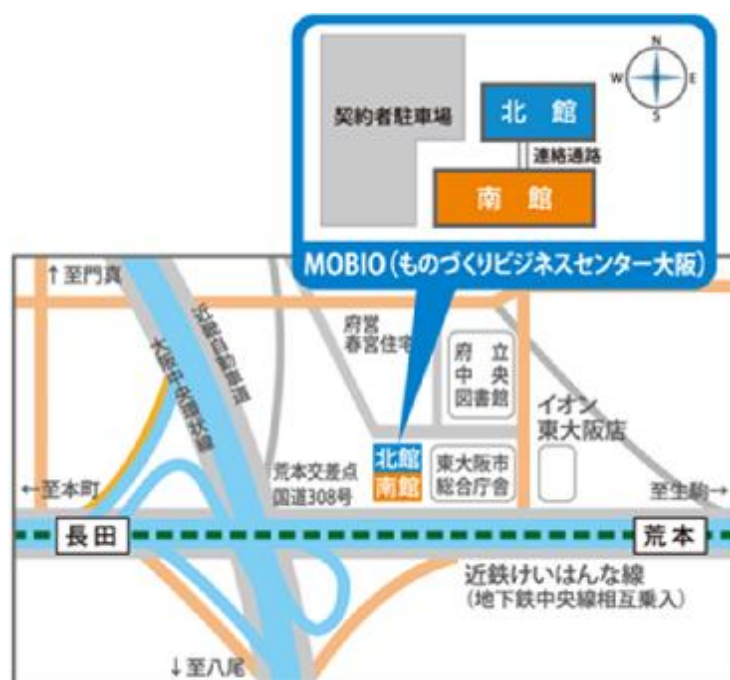 N
W
E
S
契約者駐車場
北 館
連絡通路
南 館
MOBIO(ものづくりビジネスセンター大阪)
↑至門真
近畿自動車道
大阪中央環状線
府営
春宮住宅
府 立
中 央
図書館
イオン
東大阪店
北館
南館
東大阪市
総合庁舎
荒本交差点
国道308号
←至本町
至生駒→
長田
荒本
近鉄けいはんな線
(地下鉄中央線相互乗入)
↓至八尾